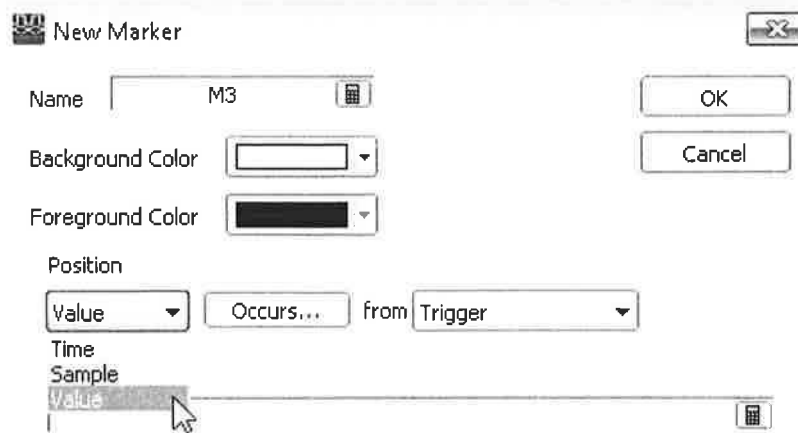 New Marker
Name M3
OK
Background Color
Cancel
Foreground Color
Position
Value Occurs... from Trigger
Time
Sample
Value